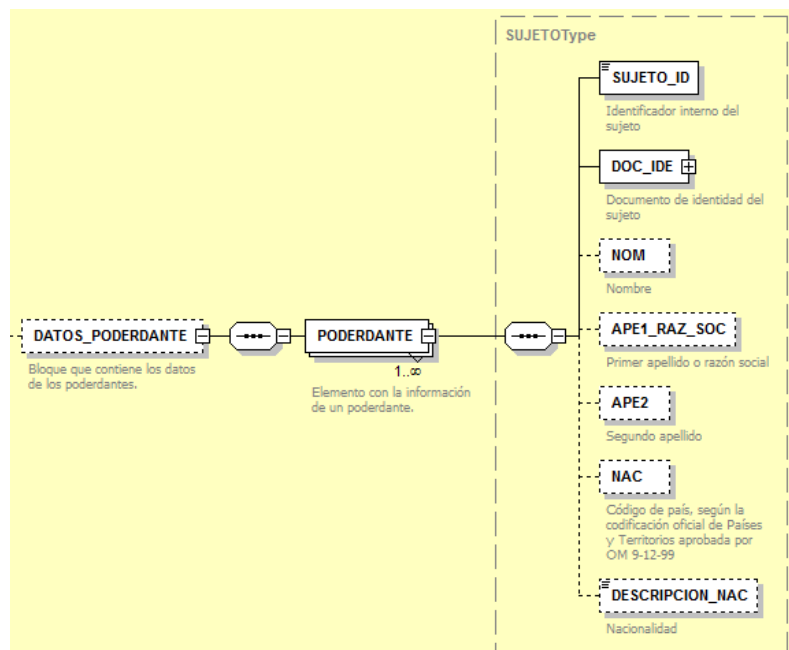 SUJETOType
SUJETO_ID
Identificador interno del
sujeto
DOC_IDE
Documento de identidad del
sujeto
NOM
Nombre
DATOS_PODERDANTE
Bloque que contiene los datos
de los poderdantes.
PODERDANTE
1..∞
Elemento con la información
de un poderdante.
APE1_RAZ_SOC
Primer apellido o razón social
APE2
Segundo apellido
NAC
Código de país, según la
codificación oficial de Países
y Territorios aprobada por
OM 9-12-99
DESCRIPCION_NAC
Nacionalidad